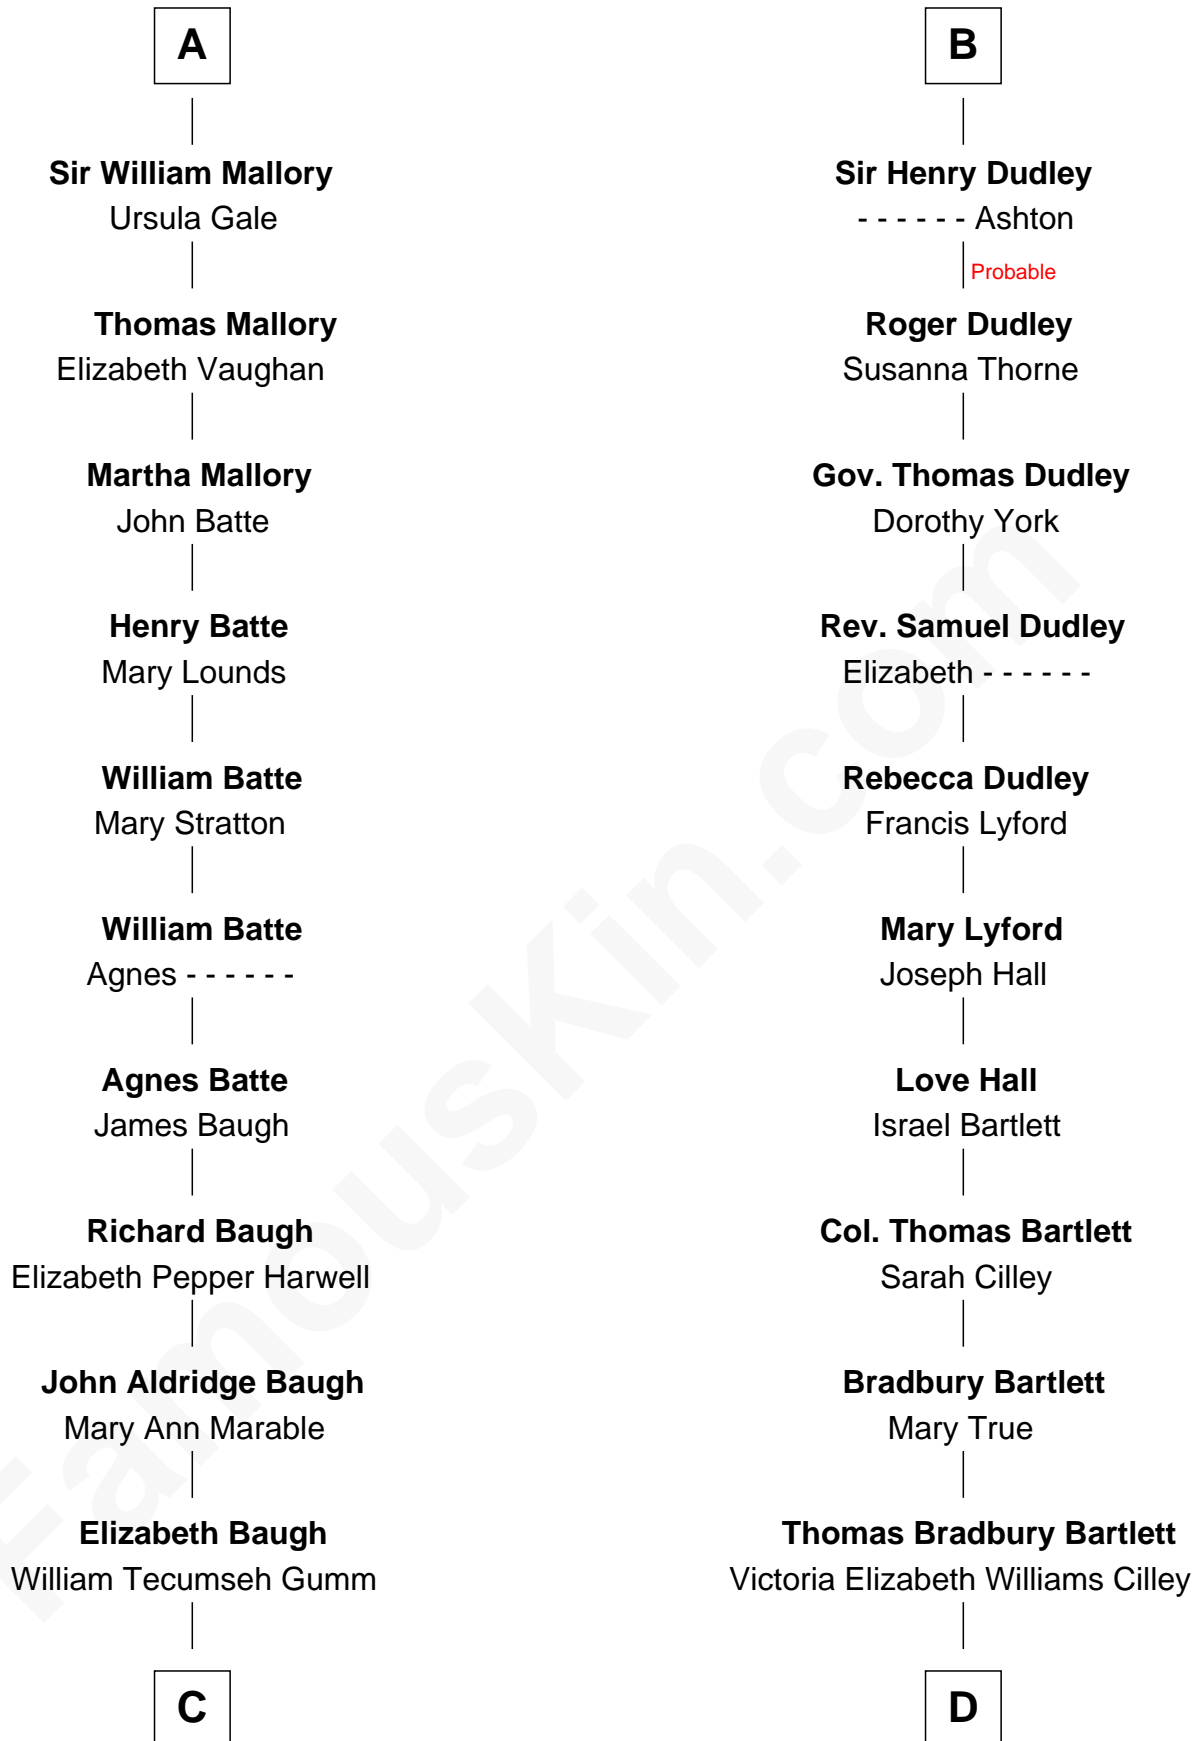 A
Sir William Mallory
Ursula Gale
Thomas Mallory
Elizabeth Vaughan
Martha Mallory
John Batte
Henry Batte
Mary Lounds
William Batte
Mary Stratton
William Batte
Agnes - - - - - -
Agnes Batte
James Baugh
Richard Baugh
Elizabeth Pepper Harwell
John Aldridge Baugh
Mary Ann Marable
Elizabeth Baugh
William Tecumseh Gumm
C
B
Sir Henry Dudley
- - - - - - Ashton
Probable
Roger Dudley
Susanna Thorne
Gov. Thomas Dudley
Dorothy York
Rev. Samuel Dudley
Elizabeth - - - - - -
Rebecca Dudley
Francis Lyford
Mary Lyford
Joseph Hall
Love Hall
Israel Bartlett
Col. Thomas Bartlett
Sarah Cilley
Bradbury Bartlett
Mary True
Thomas Bradbury Bartlett
Victoria Elizabeth Williams Cilley
D
FamousKin.com